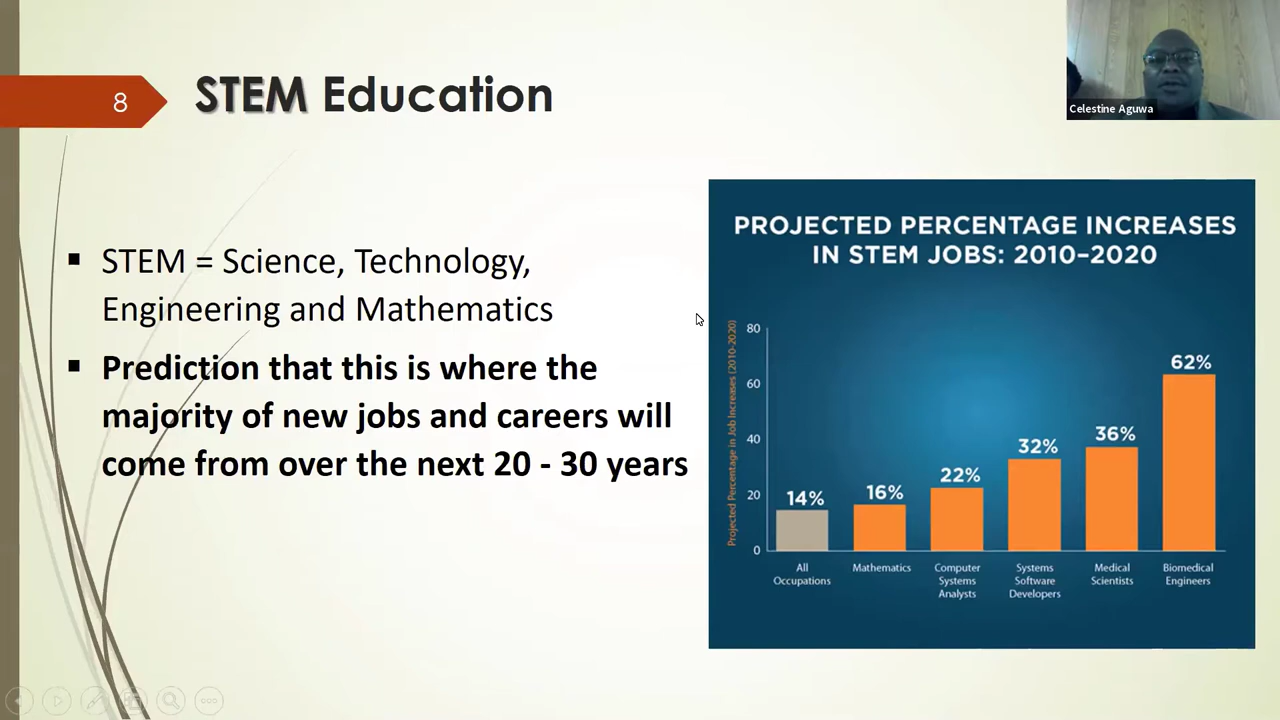 8
STEM Education
Celestine Aguwa
▪ STEM = Science, Technology,
Engineering and Mathematics
▪ Prediction that this is where the
majority of new jobs and careers will
come from over the next 20 - 30 years
PROJECTED PERCENTAGE INCREASES
IN STEM JOBS: 2010–2020
Projected Percentage in Job Increases (2010-2020)
80
60
40
20
0
14%
16%
22%
32%
36%
62%
All
Occupations
Mathematics
Computer
Systems
Analysts
Systems
Software
Developers
Medical
Scientists
Biomedical
Engineers